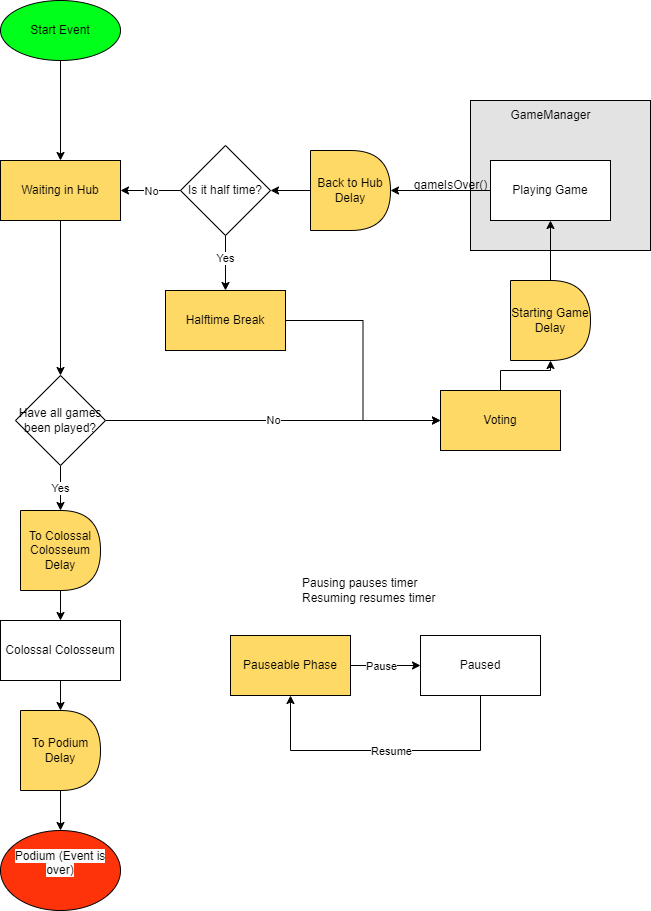 Start Event
GameManager
Waiting in Hub
No
Is it half time?
Back to Hub
Delay
gameIsOver()
Playing Game
Yes
Halftime Break
Starting Game
Delay
Have all games
been played?
No
Voting
Yes
To Colossal
Colosseum
Delay
Pausing pauses timer
Resuming resumes timer
Colossal Colosseum
Pauseable Phase
Pause
Paused
Resume
To Podium
Delay
Podium (Event is
over)